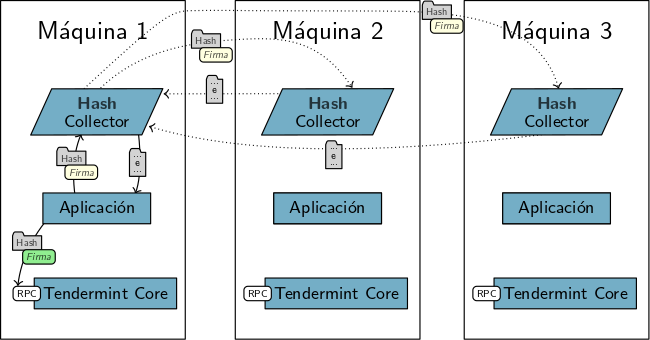 Máquina 1
Máquina 2
Máquina 3
Hash
Firma
Hash
Firma
Hash
Collector
Hash
Collector
Hash
Collector
...
e
...
...
e
...
...
e
...
Hash
Firma
Aplicación
Aplicación
Aplicación
Hash
Firma
RPC
Tendermint Core
RPC
Tendermint Core
RPC
Tendermint Core